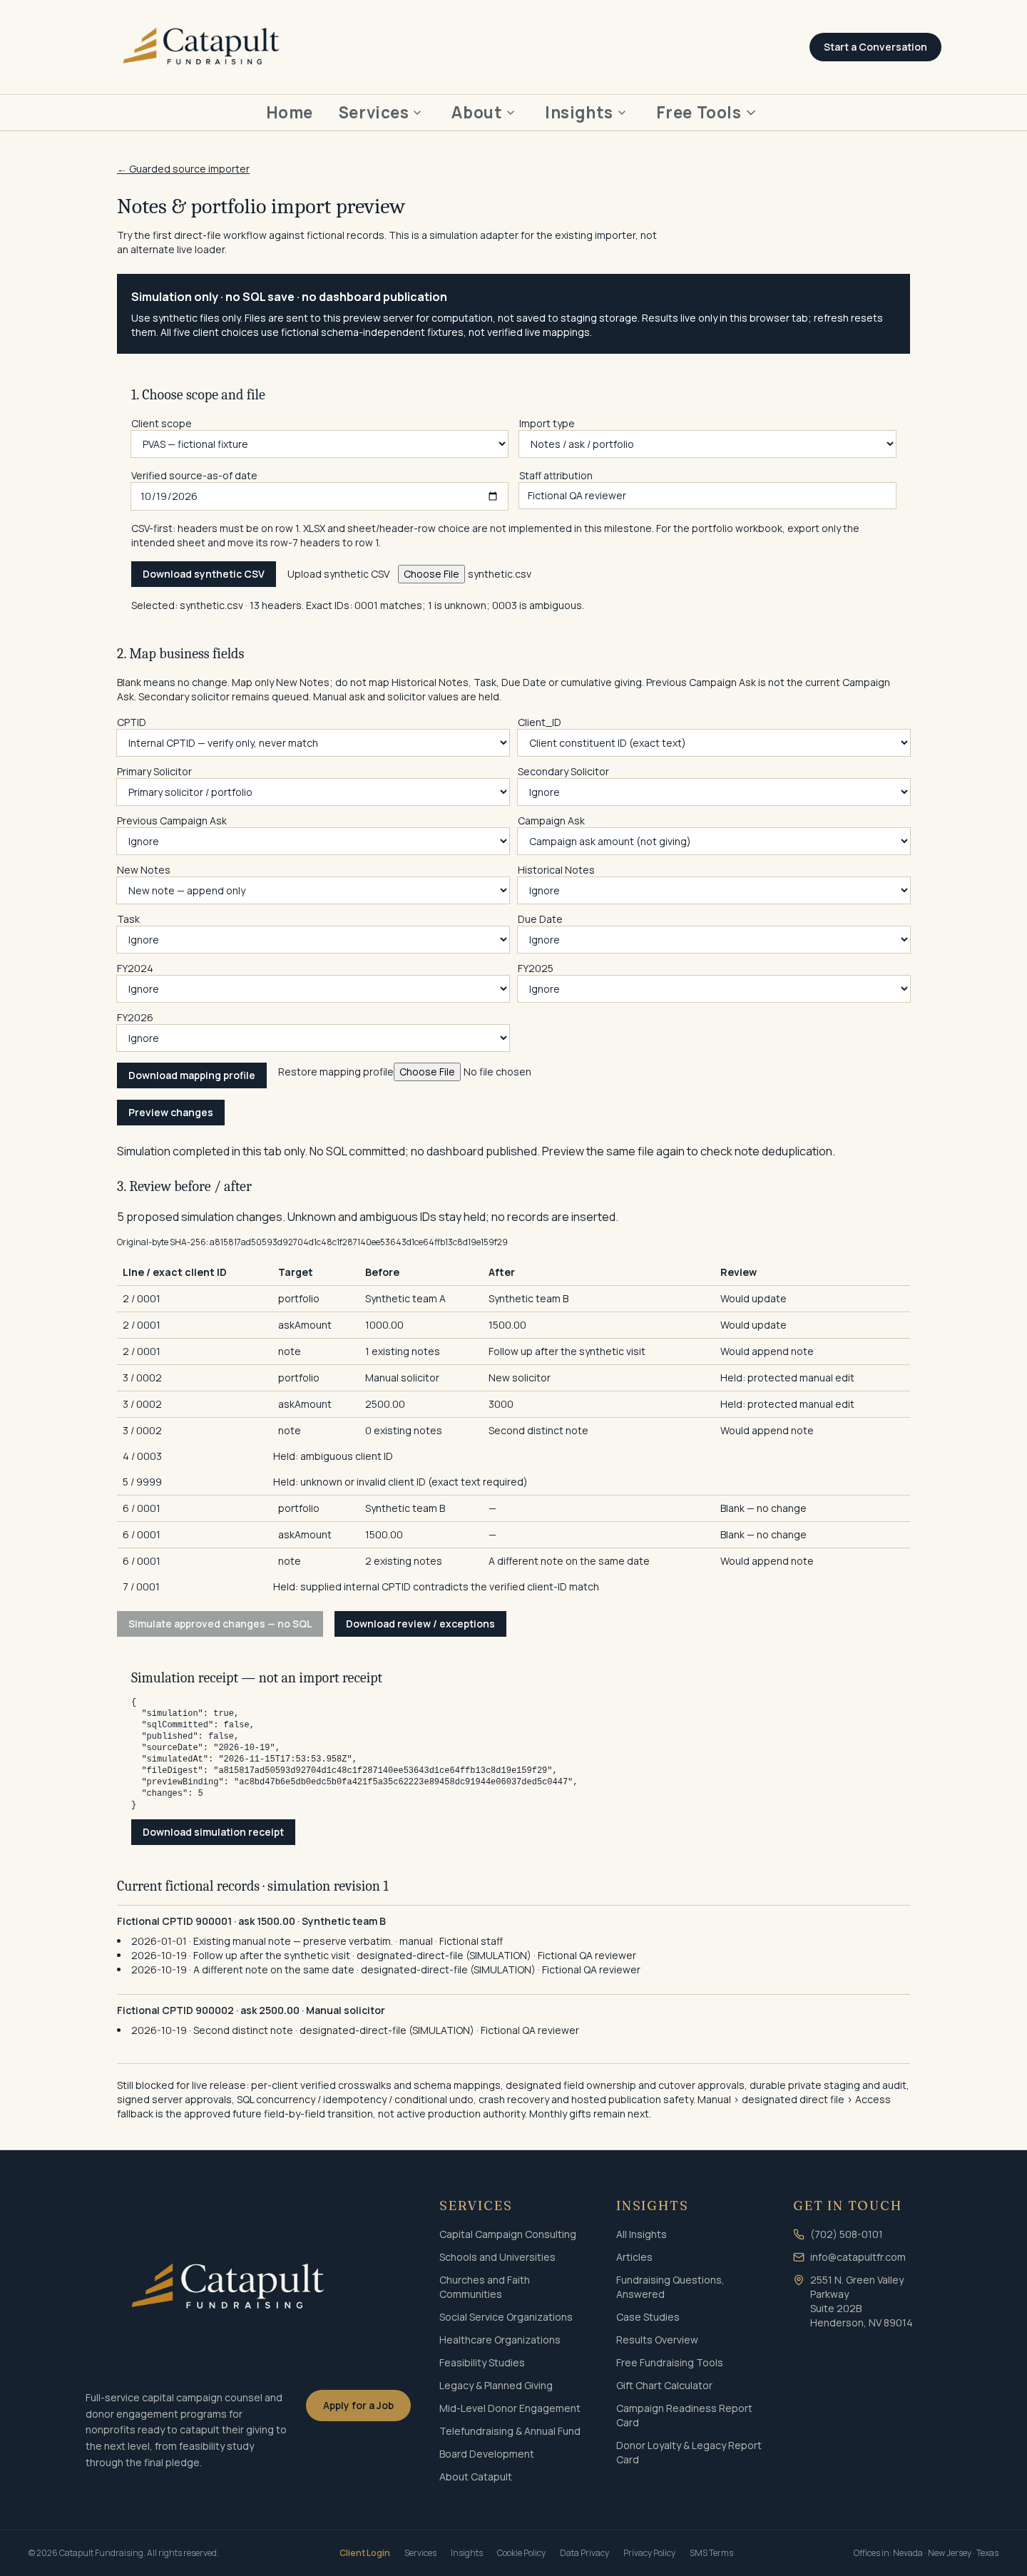 Catapult
FUNDRAISING
Start a Conversation
Home Services About Insights Free Tools
← Guarded source importer
Notes & portfolio import preview
Try the first direct-file workflow against fictional records. This is a simulation adapter for the existing importer, not
an alternate live loader.
Simulation only · no SQL save · no dashboard publication
Use synthetic files only. Files are sent to this preview server for computation, not saved to staging storage. Results live only in this browser tab; refresh resets
them. All five client choices use fictional schema-independent fixtures, not verified live mappings.
1. Choose scope and file
Client scope Import type
PVAS — fictional fixture Notes / ask / portfolio
Verified source-as-of date Staff attribution
10/19/2026 Fictional QA reviewer
CSV-first: headers must be on row 1. XLSX and sheet/header-row choice are not implemented in this milestone. For the portfolio workbook, export only the
intended sheet and move its row-7 headers to row 1.
Download synthetic CSV Upload synthetic CSV Choose File synthetic.csv
Selected: synthetic.csv · 13 headers. Exact IDs: 0001 matches; 1 is unknown; 0003 is ambiguous.
2. Map business fields
Blank means no change. Map only New Notes; do not map Historical Notes, Task, Due Date or cumulative giving. Previous Campaign Ask is not the current Campaign
Ask. Secondary solicitor remains queued. Manual ask and solicitor values are held.
CPTID Client_ID
Internal CPTID — verify only, never match Client constituent ID (exact text)
Primary Solicitor Secondary Solicitor
Primary solicitor / portfolio Ignore
Previous Campaign Ask Campaign Ask
Ignore Campaign ask amount (not giving)
New Notes Historical Notes
New note — append only Ignore
Task Due Date
Ignore Ignore
FY2024 FY2025
Ignore Ignore
FY2026
Ignore
Download mapping profile Restore mapping profile Choose File No file chosen
Preview changes
Simulation completed in this tab only. No SQL committed; no dashboard published. Preview the same file again to check note deduplication.
3. Review before / after
5 proposed simulation changes. Unknown and ambiguous IDs stay held; no records are inserted.
Original-byte SHA-256: a815817ad50593d92704d1c48c1f287140ee53643d1ce64ffb13c8d19e159f29
Line / exact client ID Target Before After Review
2 / 0001 portfolio Synthetic team A Synthetic team B Would update
2 / 0001 askAmount 1000.00 1500.00 Would update
2 / 0001 note 1 existing notes Follow up after the synthetic visit Would append note
3 / 0002 portfolio Manual solicitor New solicitor Held: protected manual edit
3 / 0002 askAmount 2500.00 3000 Held: protected manual edit
3 / 0002 note 0 existing notes Second distinct note Would append note
4 / 0003 Held: ambiguous client ID
5 / 9999 Held: unknown or invalid client ID (exact text required)
6 / 0001 portfolio Synthetic team B — Blank — no change
6 / 0001 askAmount 1500.00 — Blank — no change
6 / 0001 note 2 existing notes A different note on the same date Would append note
7 / 0001 Held: supplied internal CPTID contradicts the verified client-ID match
Simulate approved changes — no SQL Download review / exceptions
Simulation receipt — not an import receipt
{
"simulation": true,
"sqlCommitted": false,
"published": false,
"sourceDate": "2026-10-19",
"simulatedAt": "2026-11-15T17:53:53.958Z",
"fileDigest": "a815817ad50593d92704d1c48c1f287140ee53643d1ce64ffb13c8d19e159f29",
"previewBinding": "ac8bd47b6e5db0edc5b0fa421f5a35c62223e89458dc91944e06037ded5c0447",
"changes": 5
}
Download simulation receipt
Current fictional records · simulation revision 1
Fictional CPTID 900001 · ask 1500.00 · Synthetic team B
• 2026-01-01 · Existing manual note — preserve verbatim. · manual · Fictional staff
• 2026-10-19 · Follow up after the synthetic visit · designated-direct-file (SIMULATION) · Fictional QA reviewer
• 2026-10-19 · A different note on the same date · designated-direct-file (SIMULATION) · Fictional QA reviewer
Fictional CPTID 900002 · ask 2500.00 · Manual solicitor
• 2026-10-19 · Second distinct note · designated-direct-file (SIMULATION) · Fictional QA reviewer
Still blocked for live release: per-client verified crosswalks and schema mappings, designated field ownership and cutover approvals, durable private staging and audit,
signed server approvals, SQL concurrency / idempotency / conditional undo, crash recovery and hosted publication safety. Manual > designated direct file > Access
fallback is the approved future field-by-field transition, not active production authority. Monthly gifts remain next.
Catapult
FUNDRAISING
Full-service capital campaign counsel and
donor engagement programs for
nonprofits ready to catapult their giving to
the next level, from feasibility study
through the final pledge.
Apply for a Job
SERVICES
Capital Campaign Consulting
Schools and Universities
Churches and Faith
Communities
Social Service Organizations
Healthcare Organizations
Feasibility Studies
Legacy & Planned Giving
Mid-Level Donor Engagement
Telefundraising & Annual Fund
Board Development
About Catapult
INSIGHTS
All Insights
Articles
Fundraising Questions,
Answered
Case Studies
Results Overview
Free Fundraising Tools
Gift Chart Calculator
Campaign Readiness Report
Card
Donor Loyalty & Legacy Report
Card
GET IN TOUCH
(702) 508-0101
info@catapultfr.com
2551 N. Green Valley
Parkway
Suite 202B
Henderson, NV 89014
© 2026 Catapult Fundraising. All rights reserved.
Client Login Services Insights Cookie Policy Data Privacy Privacy Policy SMS Terms
Offices in: Nevada · New Jersey · Texas